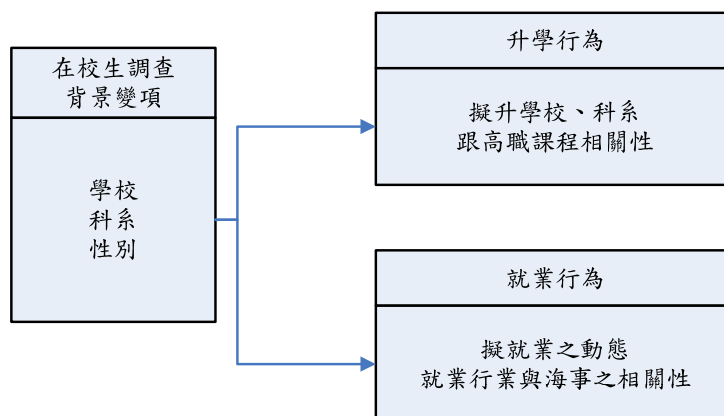 在校生調查
背景變項
學校
科系
性別
升學行為
擬升學校、科系
跟高職課程相關性
就業行為
擬就業之動態
就業行業與海事之相關性